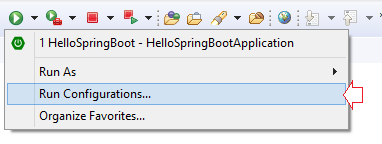 1 HelloSpringBoot - HelloSpringBootApplication
Run As
Run Configurations...
Organize Favorites...